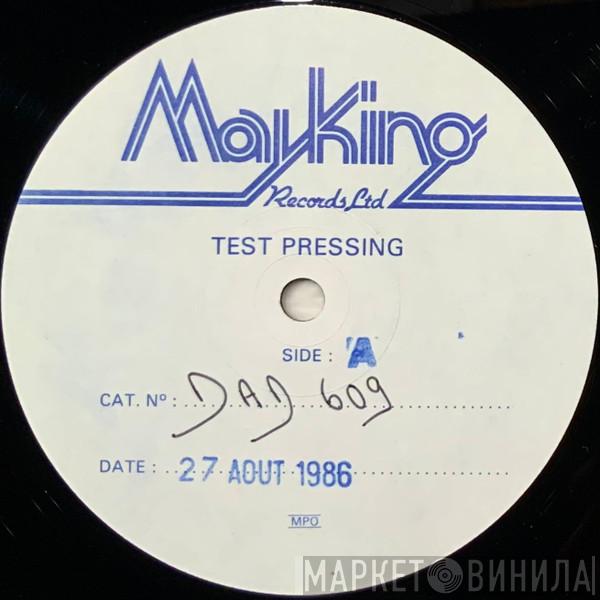 Mayking
Records Ltd
TEST PRESSING
SIDE : A
CAT. Nº : DAD 609
DATE : 27 AOUT 1986
MPO
МАРКЕТ ВИНИЛА